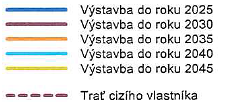 Výstavba do roku 2025
Výstavba do roku 2030
Výstavba do roku 2035
Výstavba do roku 2040
Výstavba do roku 2045
Trať cizího vlastníka